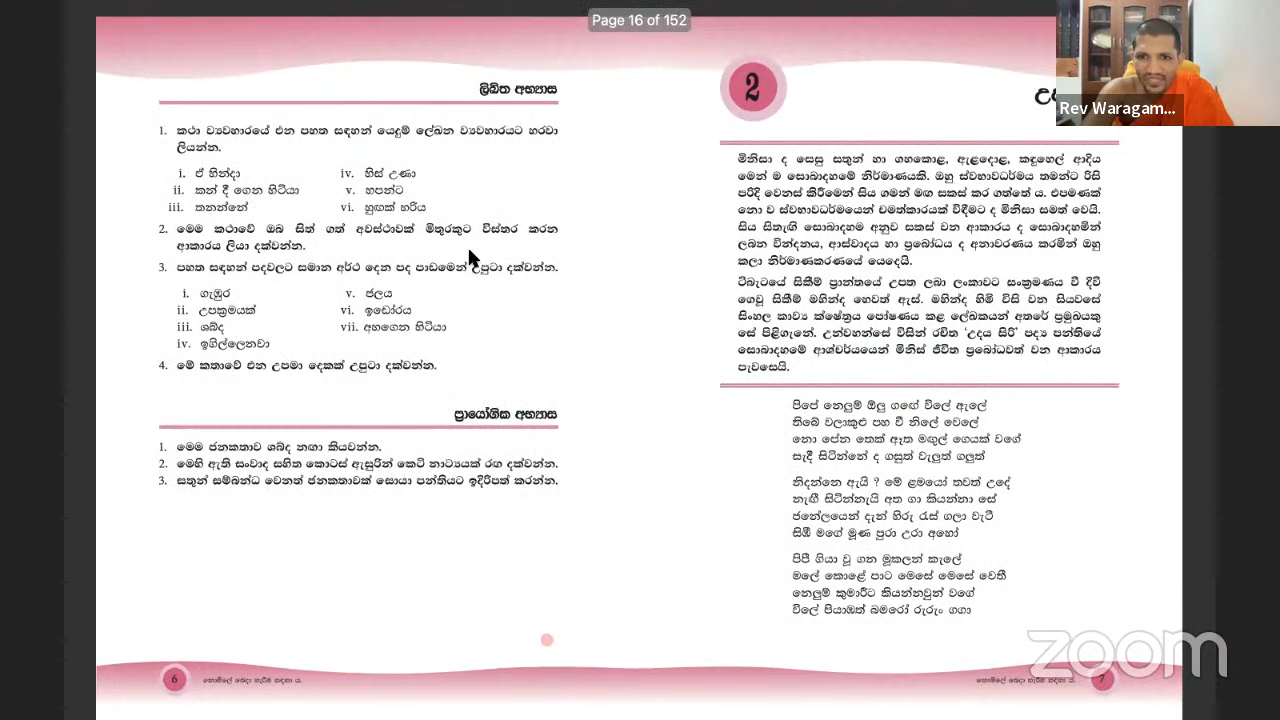 Page 16 of 152
Rev Waragam...
ලිඛිත අභ්‍යාස
1. කථා ව්‍යවහාරයේ එන පහත සඳහන් යෙදුම් ලේඛන ව්‍යවහාරයට හරවා
ලියන්න.
i. ඒ හින්දා
ii. කන් දී ගෙන හිටියා
iii. තනන්නේ
iv. හිස් උණා
v. හපන්ට
vi. හුඟක් හරිය
2. මෙම කථාවේ ඔබ සිත් ගත් අවස්ථාවක් මිතුරකුට විස්තර කරන
ආකාරය ලියා දක්වන්න.
3. පහත සඳහන් පදවලට සමාන අර්ථ දෙන පද පාඩමෙන් උපුටා දක්වන්න.
i. ගැඹුර
ii. උපක්‍රමයක්
iii. ශබ්ද
iv. ඉගිල්ලෙනවා
v. ජලය
vi. ඉඩෝරය
vii. අහගෙන හිටියා
4. මේ කතාවේ එන උපමා දෙකක් උපුටා දක්වන්න.
ප්‍රායෝගික අභ්‍යාස
1. මෙම ජනකතාව ශබ්ද නඟා කියවන්න.
2. මෙහි ඇති සංවාද සහිත කොටස් ඇසුරින් කෙටි නාට්‍යයක් රඟ දක්වන්න.
3. සතුන් සම්බන්ධ වෙනත් ජනකතාවක් සොයා පන්තියට ඉදිරිපත් කරන්න.
6 නොමිලේ බෙදා හැරීම සඳහා ය.
2
මිනිසා ද සෙසු සතුන් හා ගහකොළ, ඇළදොළ, කඳුහෙල් ආදිය
මෙන් ම සොබාදහමේ නිර්මාණයකි. ඔහු ස්වභාවධර්මය තමන්ට රිසි
පරිදි වෙනස් කිරීමෙන් සිය ගමන් මඟ සකස් කර ගත්තේ ය. එපමණක්
නො ව ස්වභාවධර්මයෙන් චමත්කාරයක් විඳීමට ද මිනිසා සමත් වෙයි.
සිය සිතැඟි සොබාදහම අනුව සකස් වන ආකාරය ද සොබාදහමින්
ලබන වින්දනය, ආස්වාදය හා ප්‍රබෝධය ද අනාවරණය කරමින් ඔහු
කලා නිර්මාණකරණයේ යෙදෙයි.
ටිබැටයේ සිකීම් ප්‍රාන්තයේ උපත ලබා ලංකාවට සංක්‍රමණය වී දිවි
ගෙවූ සිකීම් මහින්ද හෙවත් ඇස්. මහින්ද හිමි විසි වන සියවසේ
සිංහල කාව්‍ය ක්ෂේත්‍රය පෝෂණය කළ ලේඛකයන් අතරේ ප්‍රමුඛයකු
සේ පිළිගැනේ. උන්වහන්සේ විසින් රචිත ‘උදය සිරි’ පද්‍ය පන්තියේ
සොබාදහමේ ආශ්චර්යයෙන් මිනිස් ජීවිත ප්‍රබෝධවත් වන ආකාරය
පැවසෙයි.
පිපේ නෙලුම් ඕලු ගඟේ විලේ ඇලේ
තිබේ වලාකුළු පහ වී නිලේ වෙලේ
නො පේන තෙක් ඈත මඟුල් ගෙයක් වගේ
සැදී සිටින්නේ ද ගසුත් වැලුත් ගලුත්
නිදන්නෙ ඇයි ? මේ ළමයෝ තවත් උදේ
නැඟී සිටින්නැයි අත ගා කියන්නා සේ
ජනේලයෙන් දැන් හිරු රැස් ගලා වැටී
සිඹී මගේ මූණ පුරා උරා අහෝ
පිපී ගියා වූ ගන මූකලන් කැලේ
මලේ කොළේ පාට මෙසේ මෙසේ වෙතී
නෙලුම් කුමාරීට කියන්නවුන් වගේ
විලේ පියාඹත් බමරෝ රුරුං ගගා
zoom
නොමිලේ බෙදා හැරීම සඳහා ය. 7